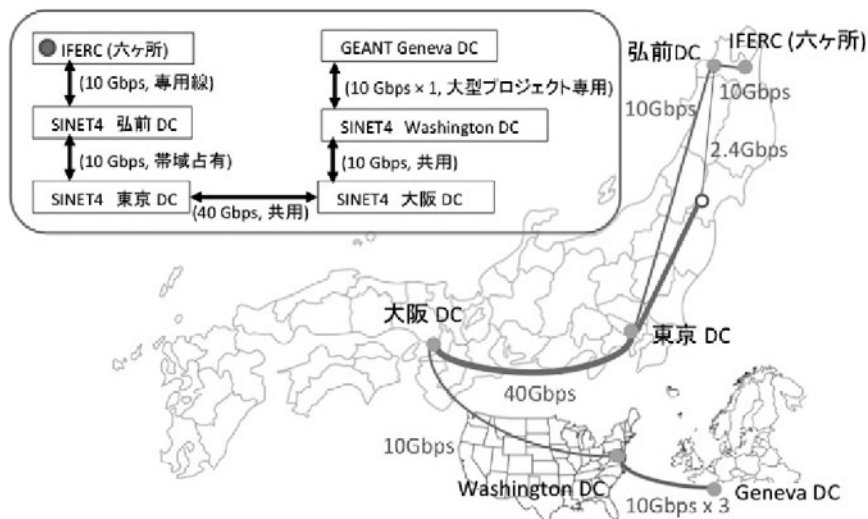 IFERC (六ヶ所)
(10 Gbps, 専用線)
SINET4 弘前 DC
(10 Gbps, 帯域占有)
SINET4 東京 DC
(40 Gbps, 共用)
GEANT Geneva DC
(10 Gbps × 1, 大型プロジェクト専用)
SINET4 Washington DC
(10 Gbps, 共用)
SINET4 大阪 DC
弘前DC
IFERC (六ケ所)
10Gbps
10Gbps
2.4Gbps
大阪 DC
東京 DC
40Gbps
10Gbps
Washington DC
Geneva DC
10Gbps x 3